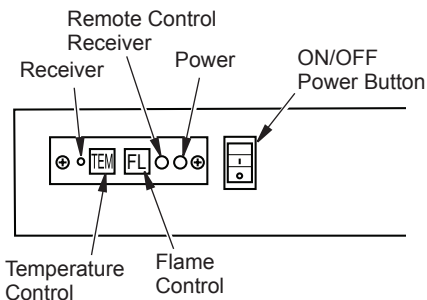 Remote Control
Receiver
Receiver
Power
ON/OFF
Power Button
TEM
FL
Temperature
Control
Flame
Control